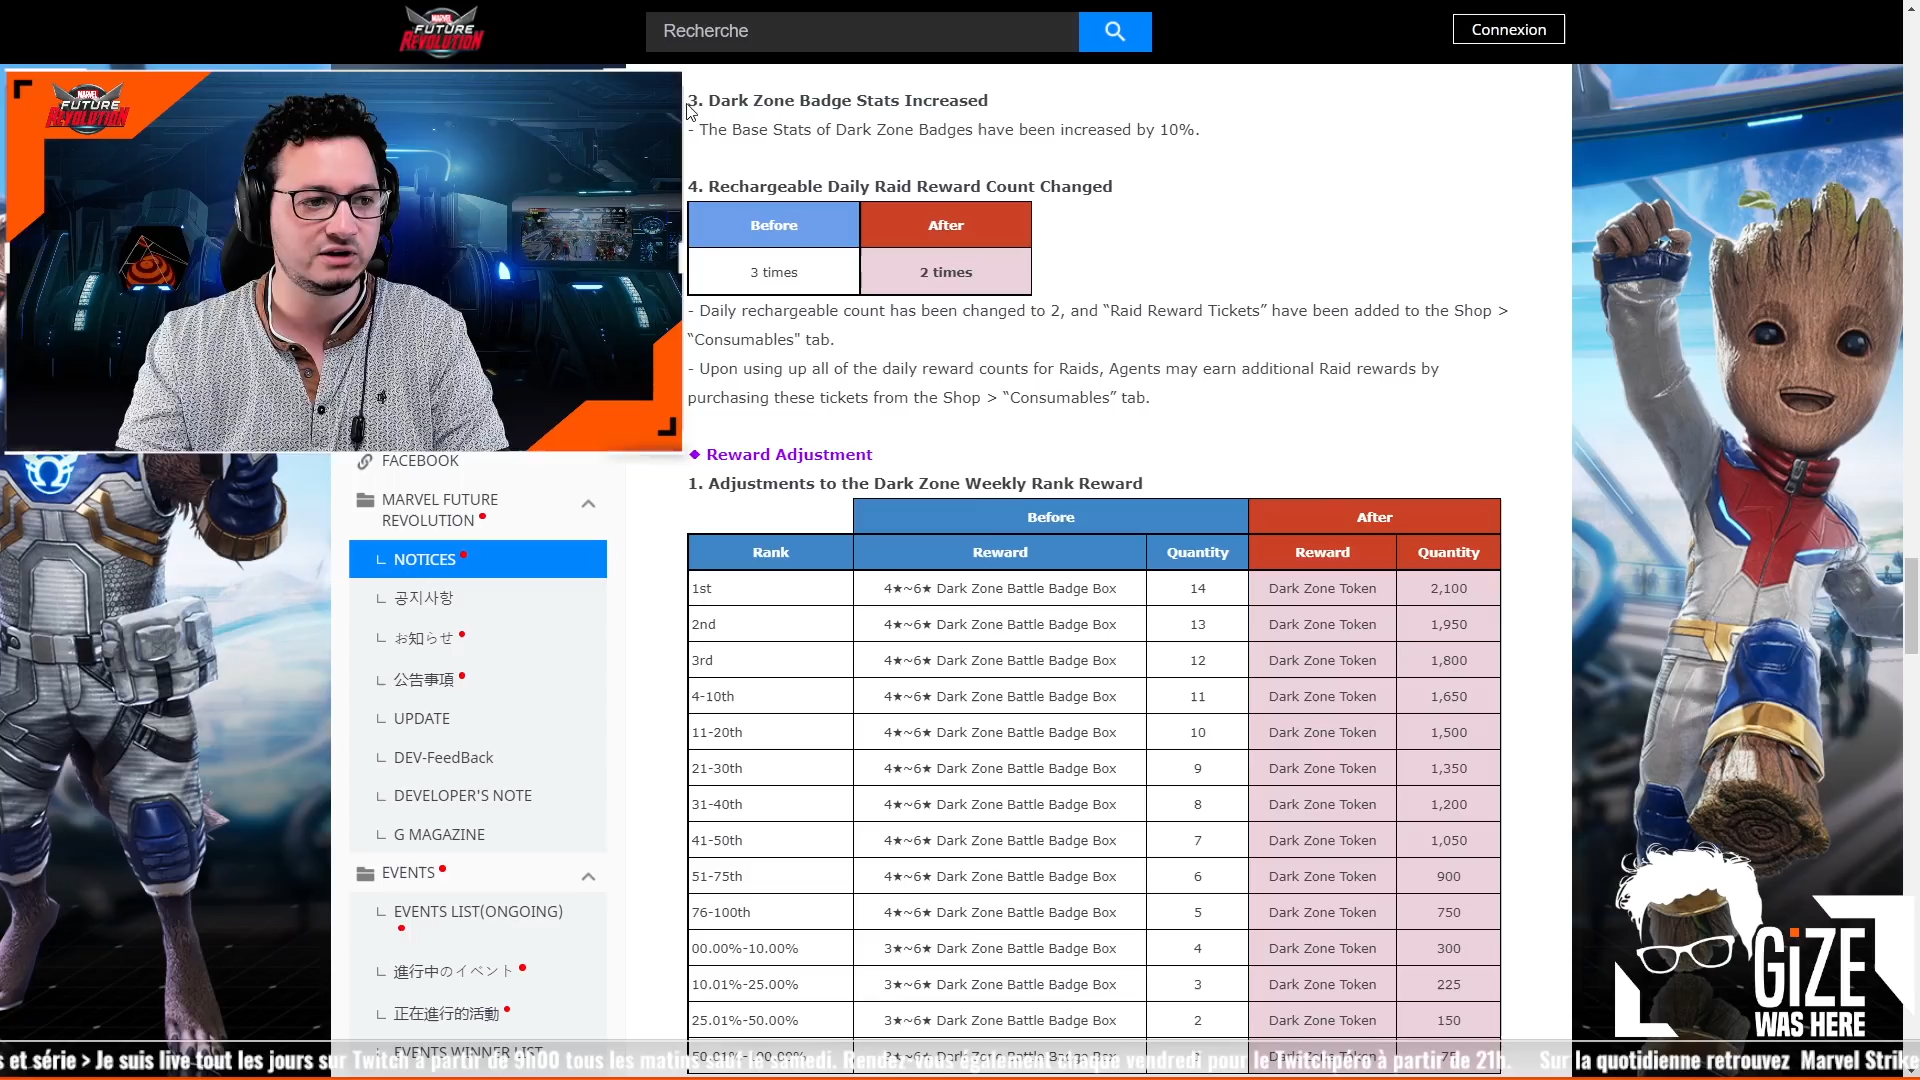 MARVEL
FUTURE
REVOLUTION
Recherche
Connexion
MARVEL
FUTURE
REVOLUTION
3. Dark Zone Badge Stats Increased
- The Base Stats of Dark Zone Badges have been increased by 10%.
4. Rechargeable Daily Raid Reward Count Changed
Before After
3 times 2 times
- Daily rechargeable count has been changed to 2, and “Raid Reward Tickets” have been added to the Shop >
“Consumables" tab.
- Upon using up all of the daily reward counts for Raids, Agents may earn additional Raid rewards by
purchasing these tickets from the Shop > “Consumables” tab.
❖ Reward Adjustment
1. Adjustments to the Dark Zone Weekly Rank Reward
Before After
Rank Reward Quantity Reward Quantity
1st 4★~6★ Dark Zone Battle Badge Box 14 Dark Zone Token 2,100
2nd 4★~6★ Dark Zone Battle Badge Box 13 Dark Zone Token 1,950
3rd 4★~6★ Dark Zone Battle Badge Box 12 Dark Zone Token 1,800
4-10th 4★~6★ Dark Zone Battle Badge Box 11 Dark Zone Token 1,650
11-20th 4★~6★ Dark Zone Battle Badge Box 10 Dark Zone Token 1,500
21-30th 4★~6★ Dark Zone Battle Badge Box 9 Dark Zone Token 1,350
31-40th 4★~6★ Dark Zone Battle Badge Box 8 Dark Zone Token 1,200
41-50th 4★~6★ Dark Zone Battle Badge Box 7 Dark Zone Token 1,050
51-75th 4★~6★ Dark Zone Battle Badge Box 6 Dark Zone Token 900
76-100th 4★~6★ Dark Zone Battle Badge Box 5 Dark Zone Token 750
00.00%-10.00% 3★~6★ Dark Zone Battle Badge Box 4 Dark Zone Token 300
10.01%-25.00% 3★~6★ Dark Zone Battle Badge Box 3 Dark Zone Token 225
25.01%-50.00% 3★~6★ Dark Zone Battle Badge Box 2 Dark Zone Token 150
FACEBOOK
MARVEL FUTURE
REVOLUTION
NOTICES
공지사항
お知らせ
公告事項
UPDATE
DEV-FeedBack
DEVELOPER'S NOTE
G MAGAZINE
EVENTS
EVENTS LIST(ONGOING)
進行中のイベント
正在進行的活動
EVENTS WINNER LIST
GiZE
WAS HERE
s et série > Je suis live tout les jours sur Twitch à partir de 9h00 tous les matins sauf le samedi. Rendez-vous également chaque vendredi pour le Twitchpéro à partir de 21h. Sur la quotidienne retrouvez Marvel Strike